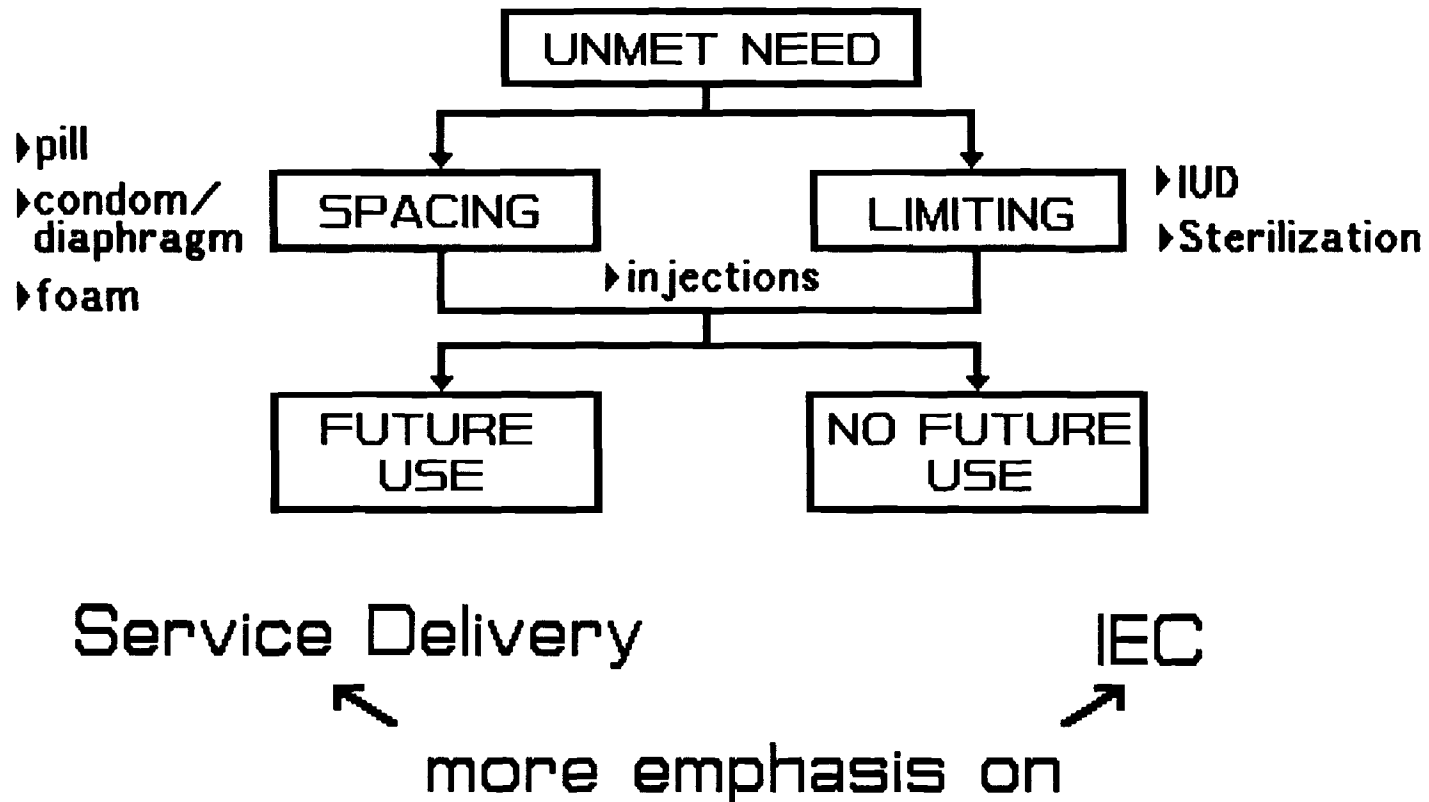 UNMET NEED
▸pill
▸condom/
diaphragm
▸foam
SPACING
LIMITING
▸IUD
▸Sterilization
▸injections
FUTURE
USE
NO FUTURE
USE
Service Delivery
IEC
more emphasis on